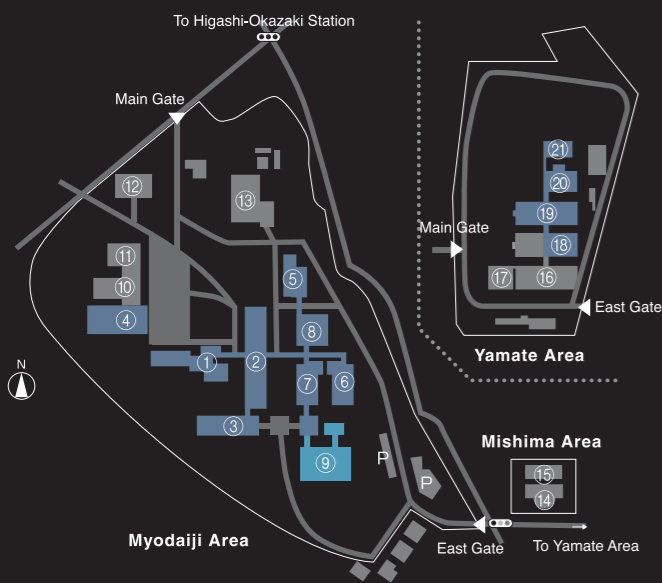 To Higashi-Okazaki Station
Main Gate
⑫
⑬
⑪
⑩
④
⑤
⑧
①
②
⑦
⑥
③
⑨
N
P
P
Myodaiji Area
East Gate
To Yamate Area
㉑
⑳
⑲
⑱
Main Gate
⑰
⑯
East Gate
Yamate Area
Mishima Area
⑮
⑭